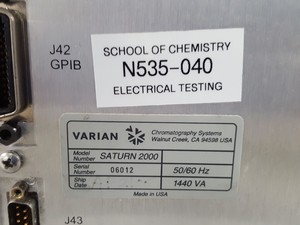 J42
GPIB
SCHOOL OF CHEMISTRY
N535-040
ELECTRICAL TESTING
VARIAN
Chromatography Systems
Walnut Creek, CA 94598 USA
Model Number SATURN 2000
Serial Number 06012 50/60 Hz
Ship Date 1440 VA
Made in USA
J43